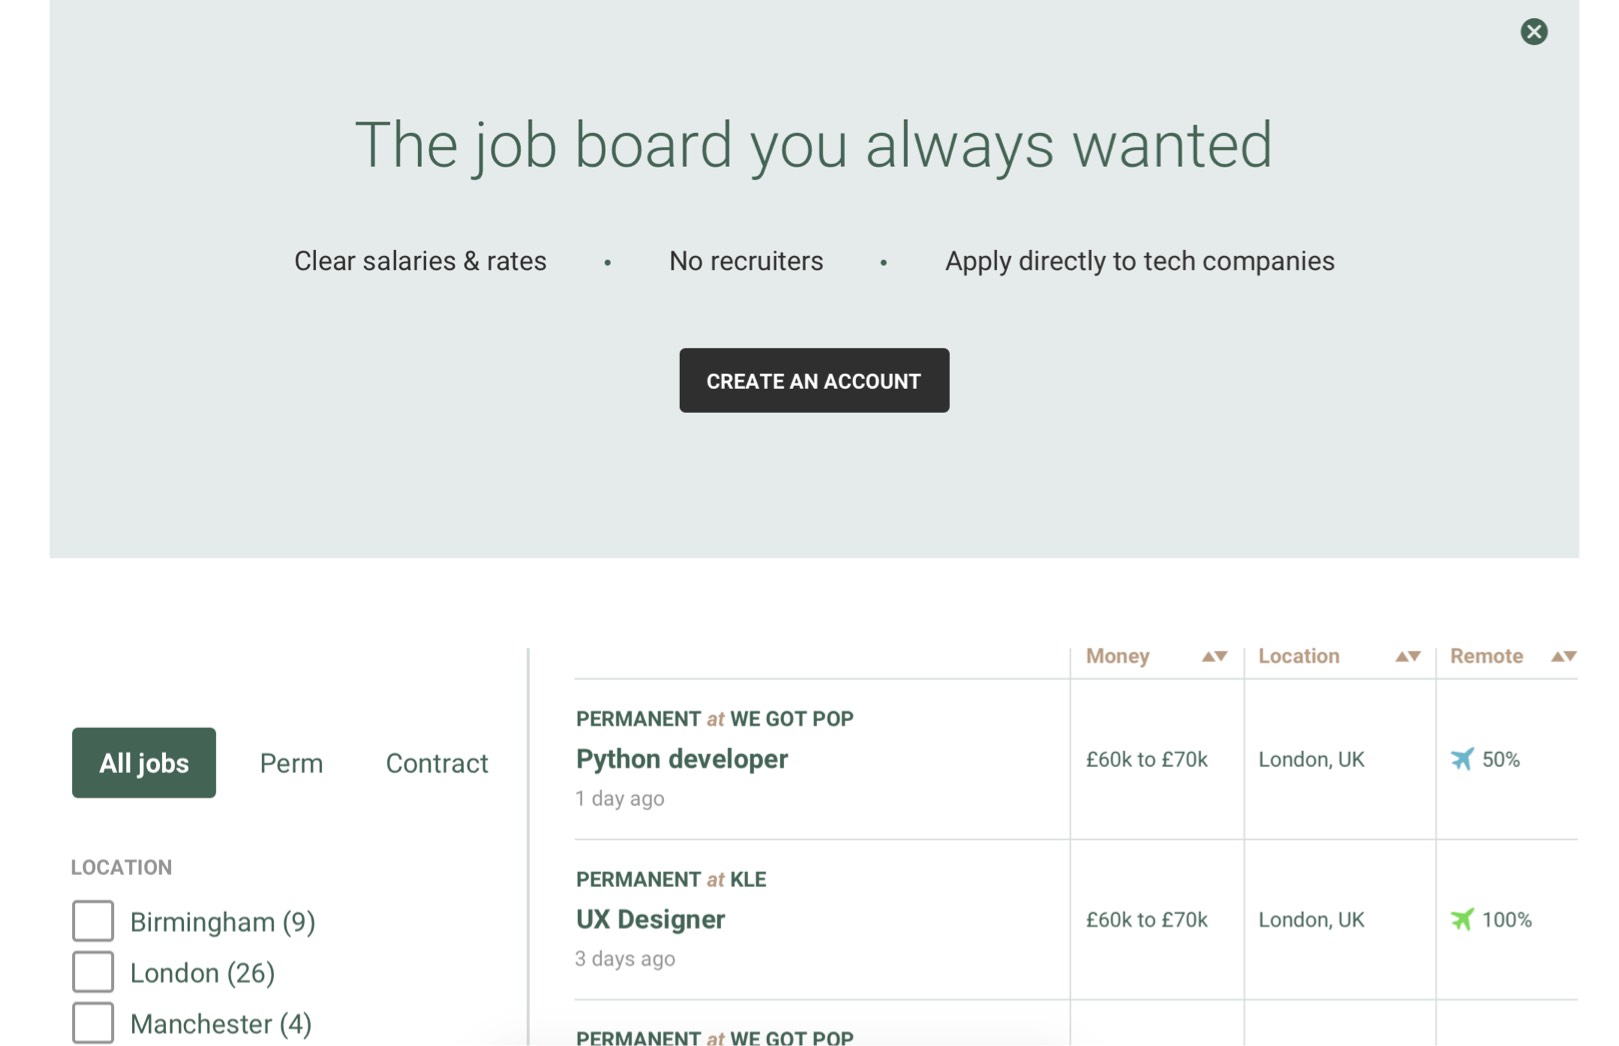 The job board you always wanted
Clear salaries & rates • No recruiters • Apply directly to tech companies
CREATE AN ACCOUNT
Money Location Remote
All jobs Perm Contract
LOCATION
Birmingham (9)
London (26)
Manchester (4)
PERMANENT at WE GOT POP
Python developer
1 day ago
£60k to £70k
London, UK
50%
PERMANENT at KLE
UX Designer
3 days ago
£60k to £70k
London, UK
100%
PERMANENT at WE GOT POP